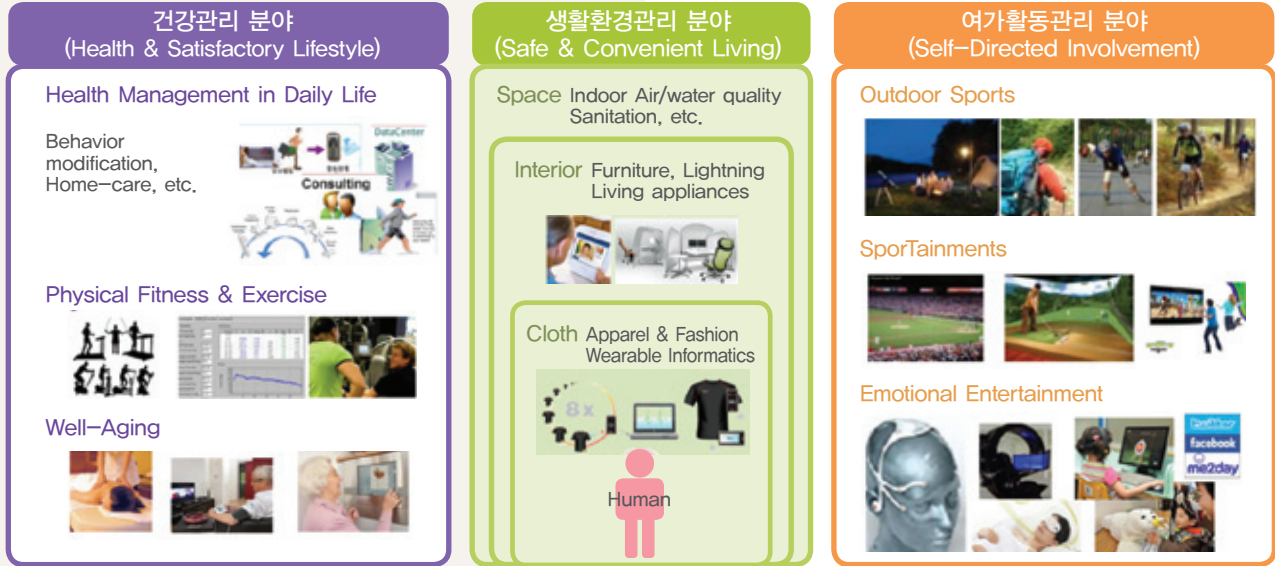 건강관리 분야
(Health & Satisfactory Lifestyle)
Health Management in Daily Life
Behavior
modification,
Home-care, etc.
DataCenter
Consulting
Physical Fitness & Exercise
Well-Aging
생활환경관리 분야
(Safe & Convenient Living)
Space Indoor Air/water quality
Sanitation, etc.
Interior Furniture, Lightning
Living appliances
Cloth Apparel & Fashion
Wearable Informatics
8x
Human
여가활동관리 분야
(Self-Directed Involvement)
Outdoor Sports
SporTainments
Emotional Entertainment
twitter
facebook
me2day